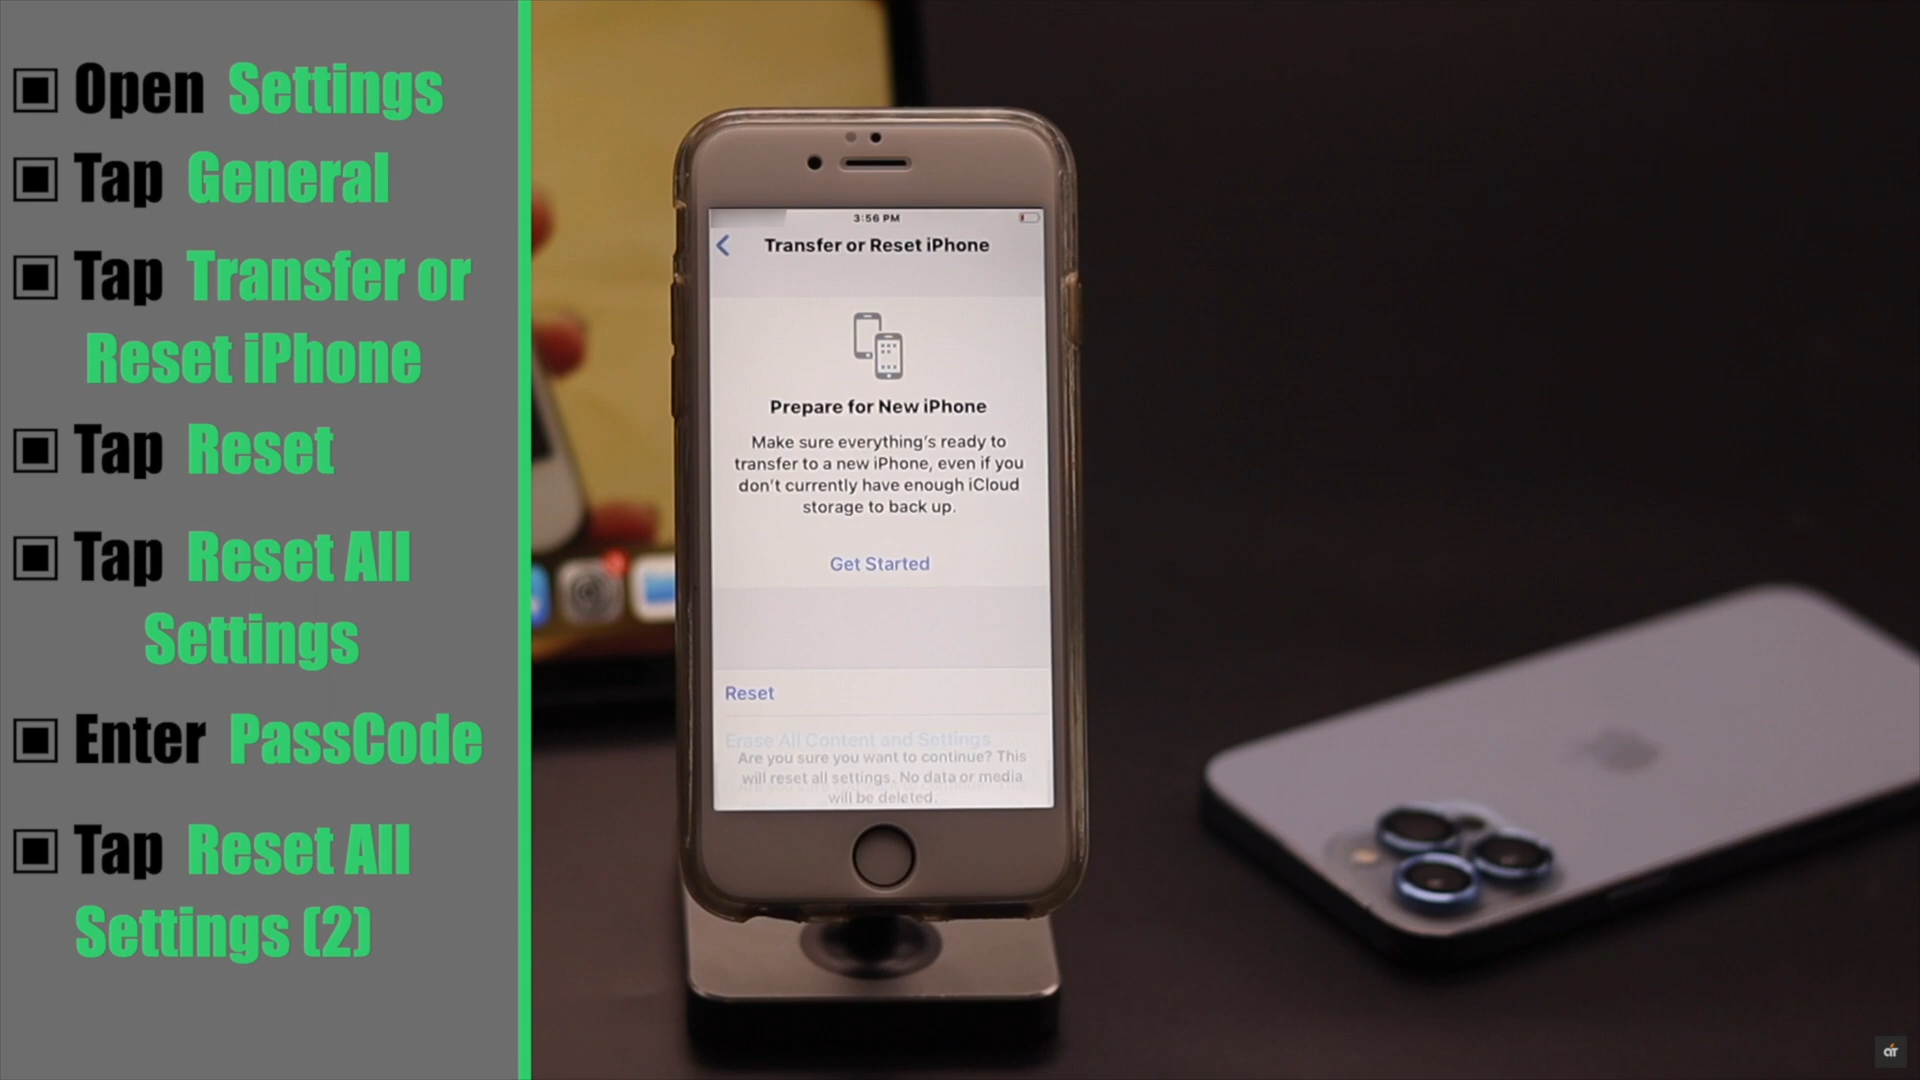 Open Settings
Tap General
Tap Transfer or
Reset iPhone
Tap Reset
Tap Reset All
Settings
Enter PassCode
Tap Reset All
Settings (2)
3:56 PM
Transfer or Reset iPhone
Prepare for New iPhone
Make sure everything's ready to
transfer to a new iPhone, even if you
don't currently have enough iCloud
storage to back up.
Get Started
Reset
Erase All Content and Settings
Are you sure you want to continue? This
will reset all settings. No data or media
will be deleted.